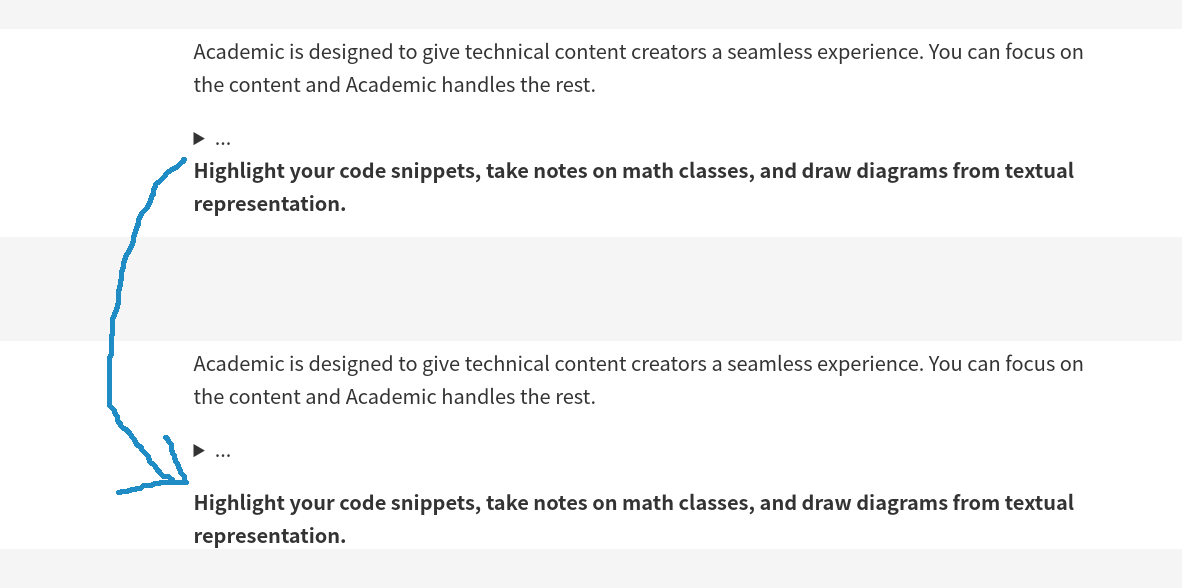 Academic is designed to give technical content creators a seamless experience. You can focus on
the content and Academic handles the rest.
▶ ...
Highlight your code snippets, take notes on math classes, and draw diagrams from textual
representation.
Academic is designed to give technical content creators a seamless experience. You can focus on
the content and Academic handles the rest.
▶ ...
Highlight your code snippets, take notes on math classes, and draw diagrams from textual
representation.